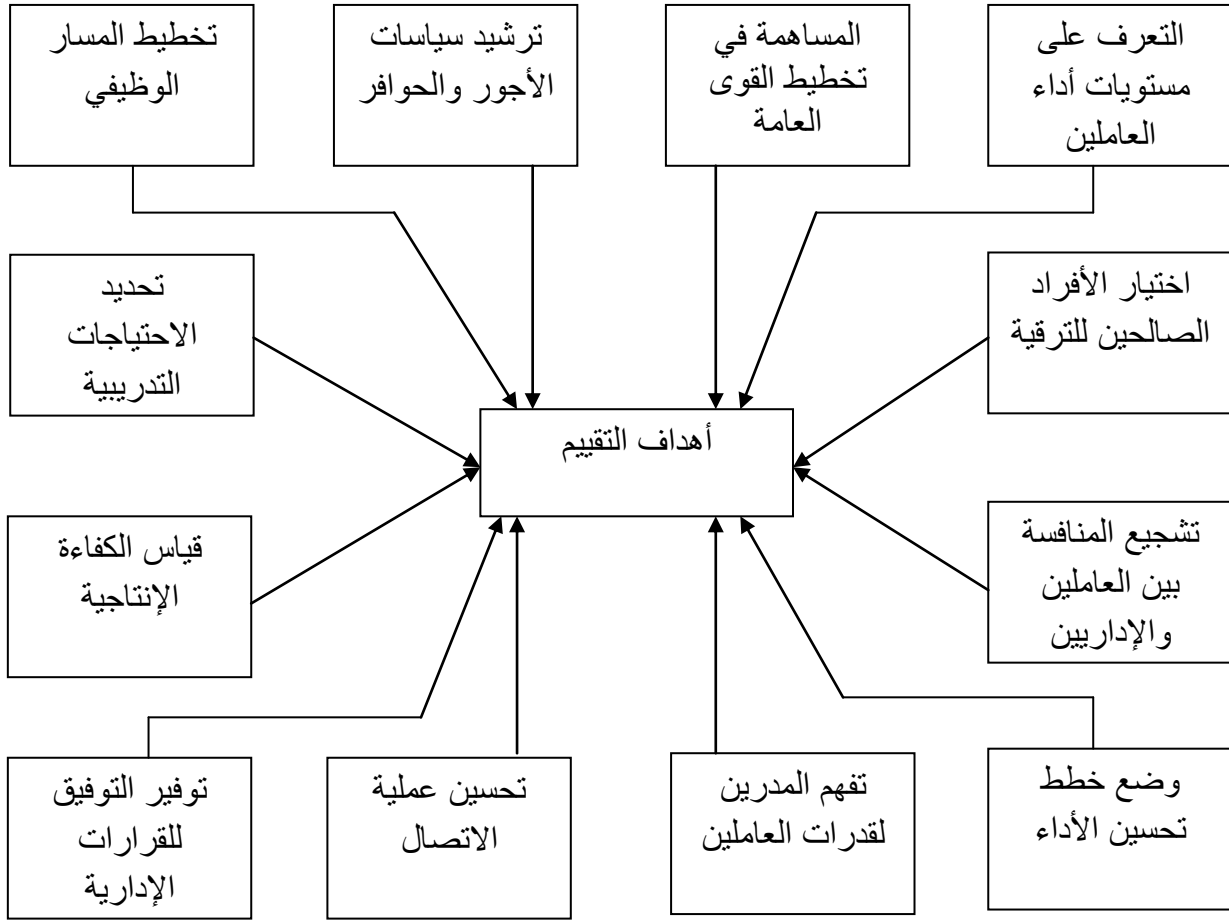 التعرف على
مستويات أداء
العاملين
المساهمة في
تخطيط القوى
العامة
ترشيد سياسات
الأجور والحوافر
تخطيط المسار
الوظيفي
اختيار الأفراد
الصالحين للترقية
تحديد
الاحتياجات
التدريبية
أهداف التقييم
تشجيع المنافسة
بين العاملين
والإداريين
قياس الكفاءة
الإنتاجية
وضع خطط
تحسين الأداء
تفهم المدرين
لقدرات العاملين
تحسين عملية
الاتصال
توفير التوفيق
للقرارات
الإدارية